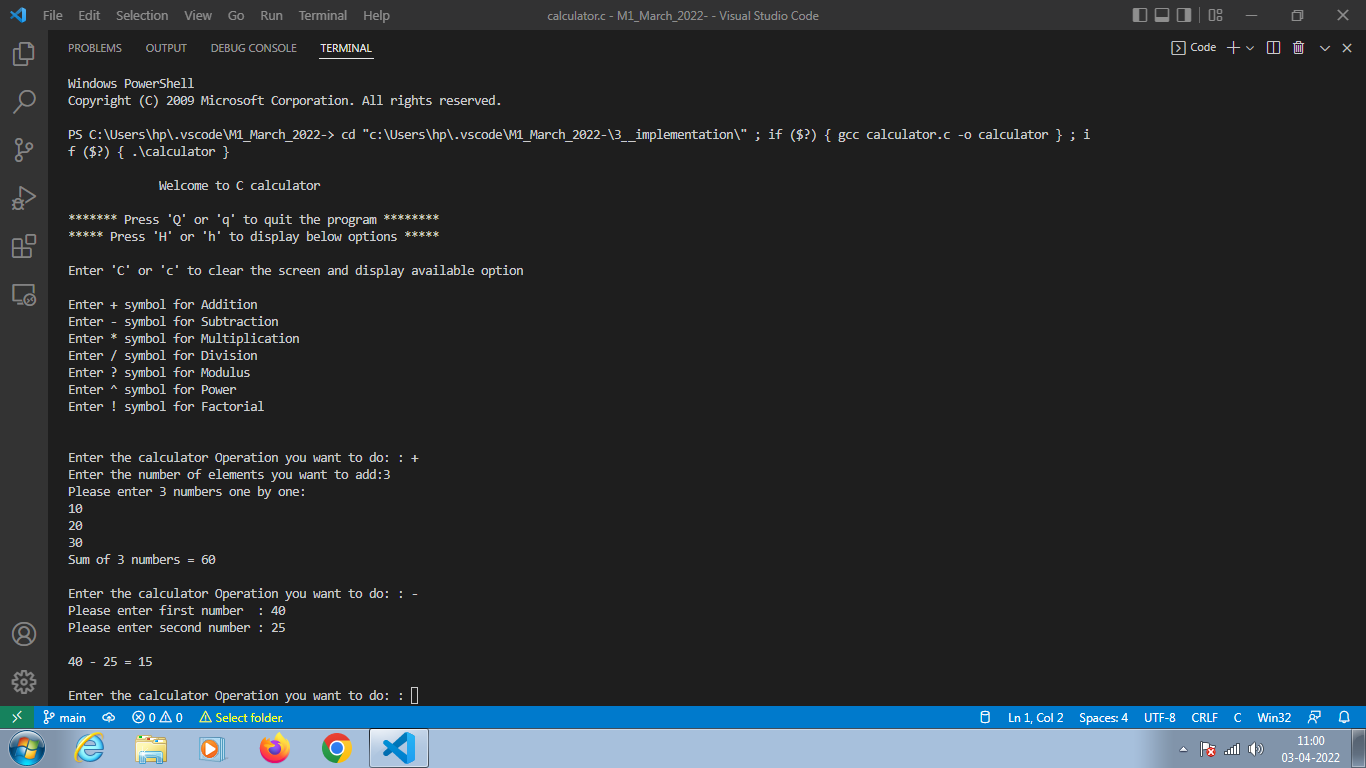 File Edit Selection View Go Run Terminal Help calculator.c - M1_March_2022- - Visual Studio Code
PROBLEMS OUTPUT DEBUG CONSOLE TERMINAL Code
Windows PowerShell
Copyright (C) 2009 Microsoft Corporation. All rights reserved.
PS C:\Users\hp\.vscode\M1_March_2022-> cd "c:\Users\hp\.vscode\M1_March_2022-\3__implementation\" ; if ($?) { gcc calculator.c -o calculator } ; i
f ($?) { .\calculator }
Welcome to C calculator
******* Press 'Q' or 'q' to quit the program ********
***** Press 'H' or 'h' to display below options *****
Enter 'C' or 'c' to clear the screen and display available option
Enter + symbol for Addition
Enter - symbol for Subtraction
Enter * symbol for Multiplication
Enter / symbol for Division
Enter ? symbol for Modulus
Enter ^ symbol for Power
Enter ! symbol for Factorial
Enter the calculator Operation you want to do: : +
Enter the number of elements you want to add:3
Please enter 3 numbers one by one:
10
20
30
Sum of 3 numbers = 60
Enter the calculator Operation you want to do: : -
Please enter first number  : 40
Please enter second number : 25
40 - 25 = 15
Enter the calculator Operation you want to do: :
main 0 0 Select folder. Ln 1, Col 2 Spaces: 4 UTF-8 CRLF C Win32
11:00
03-04-2022